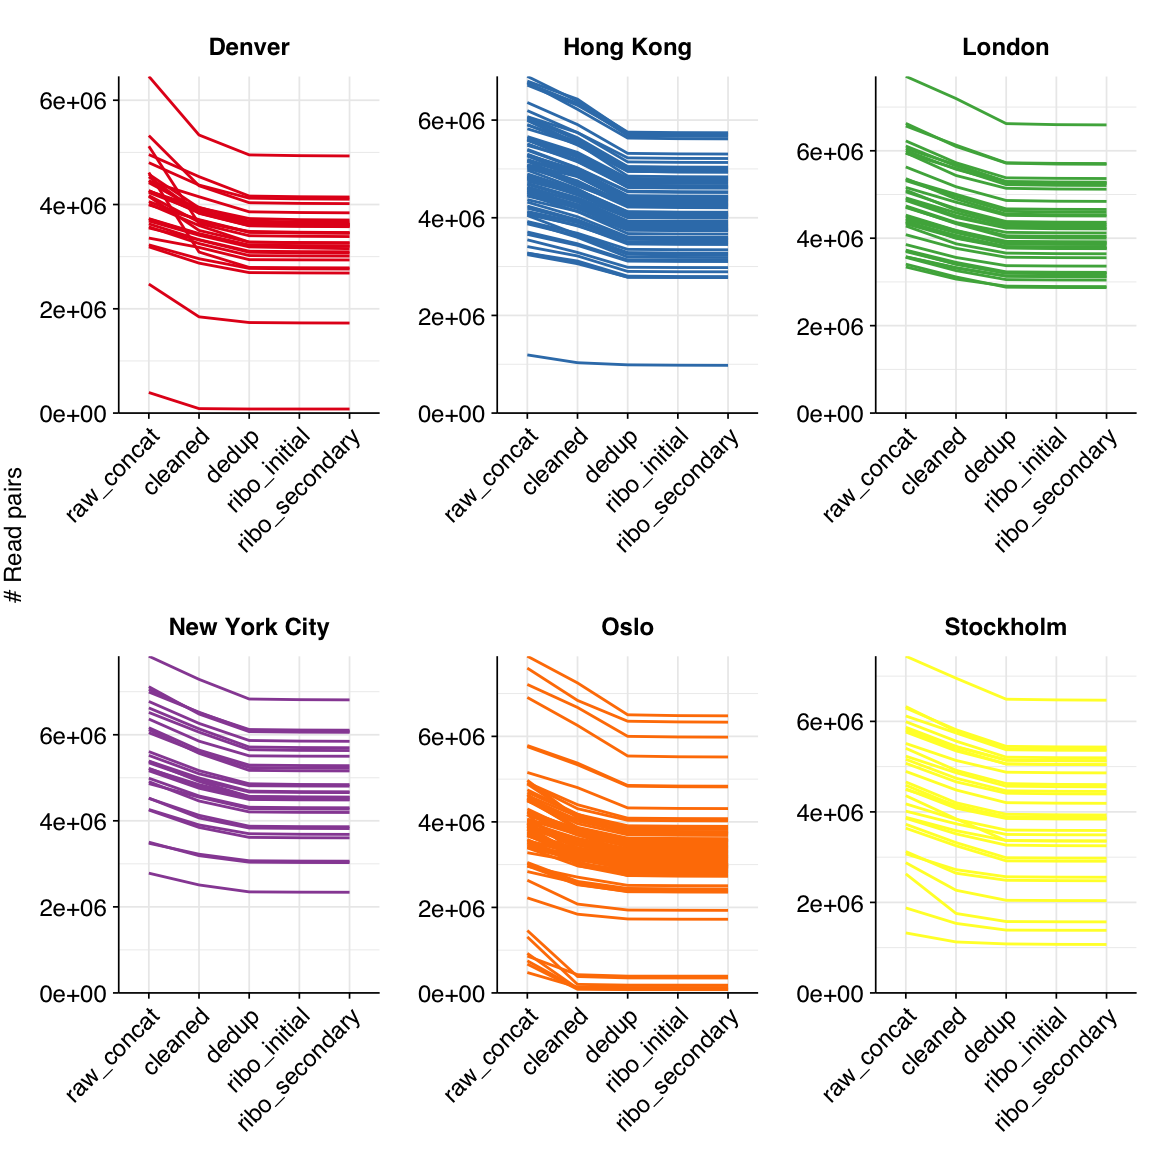 Denver
Hong Kong
London
6e+06
4e+06
2e+06
0e+00
6e+06
4e+06
2e+06
0e+00
6e+06
4e+06
2e+06
0e+00
raw_concat
cleaned
dedup
ribo_initial
ribo_secondary
raw_concat
cleaned
dedup
ribo_initial
ribo_secondary
raw_concat
cleaned
dedup
ribo_initial
ribo_secondary
# Read pairs
New York City
Oslo
Stockholm
6e+06
4e+06
2e+06
0e+00
6e+06
4e+06
2e+06
0e+00
6e+06
4e+06
2e+06
0e+00
raw_concat
cleaned
dedup
ribo_initial
ribo_secondary
raw_concat
cleaned
dedup
ribo_initial
ribo_secondary
raw_concat
cleaned
dedup
ribo_initial
ribo_secondary